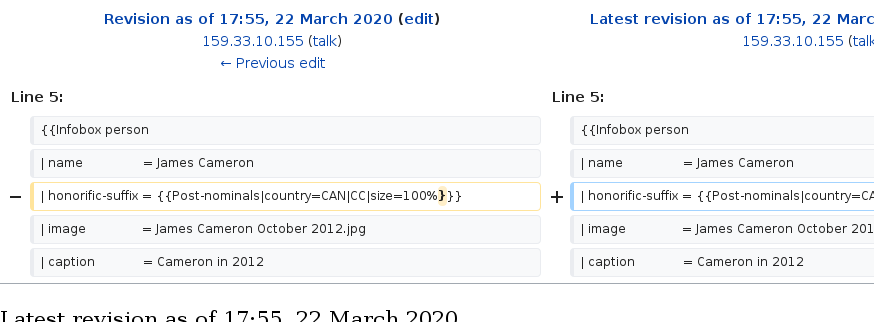 Revision as of 17:55, 22 March 2020 (edit)
159.33.10.155 (talk)
← Previous edit
Line 5:
{{Infobox person
| name = James Cameron
− | honorific-suffix = {{Post-nominals|country=CAN|CC|size=100%}}}
| image = James Cameron October 2012.jpg
| caption = Cameron in 2012
Latest revision as of 17:55, 22
159.33.10.155
Line 5:
{{Infobox person
| name = James Cameron
+ | honorific-suffix = {{Post-nominals|country=
| image = James Cameron October
| caption = Cameron in 2012
Latest revision as of 17:55, 22 March 2020